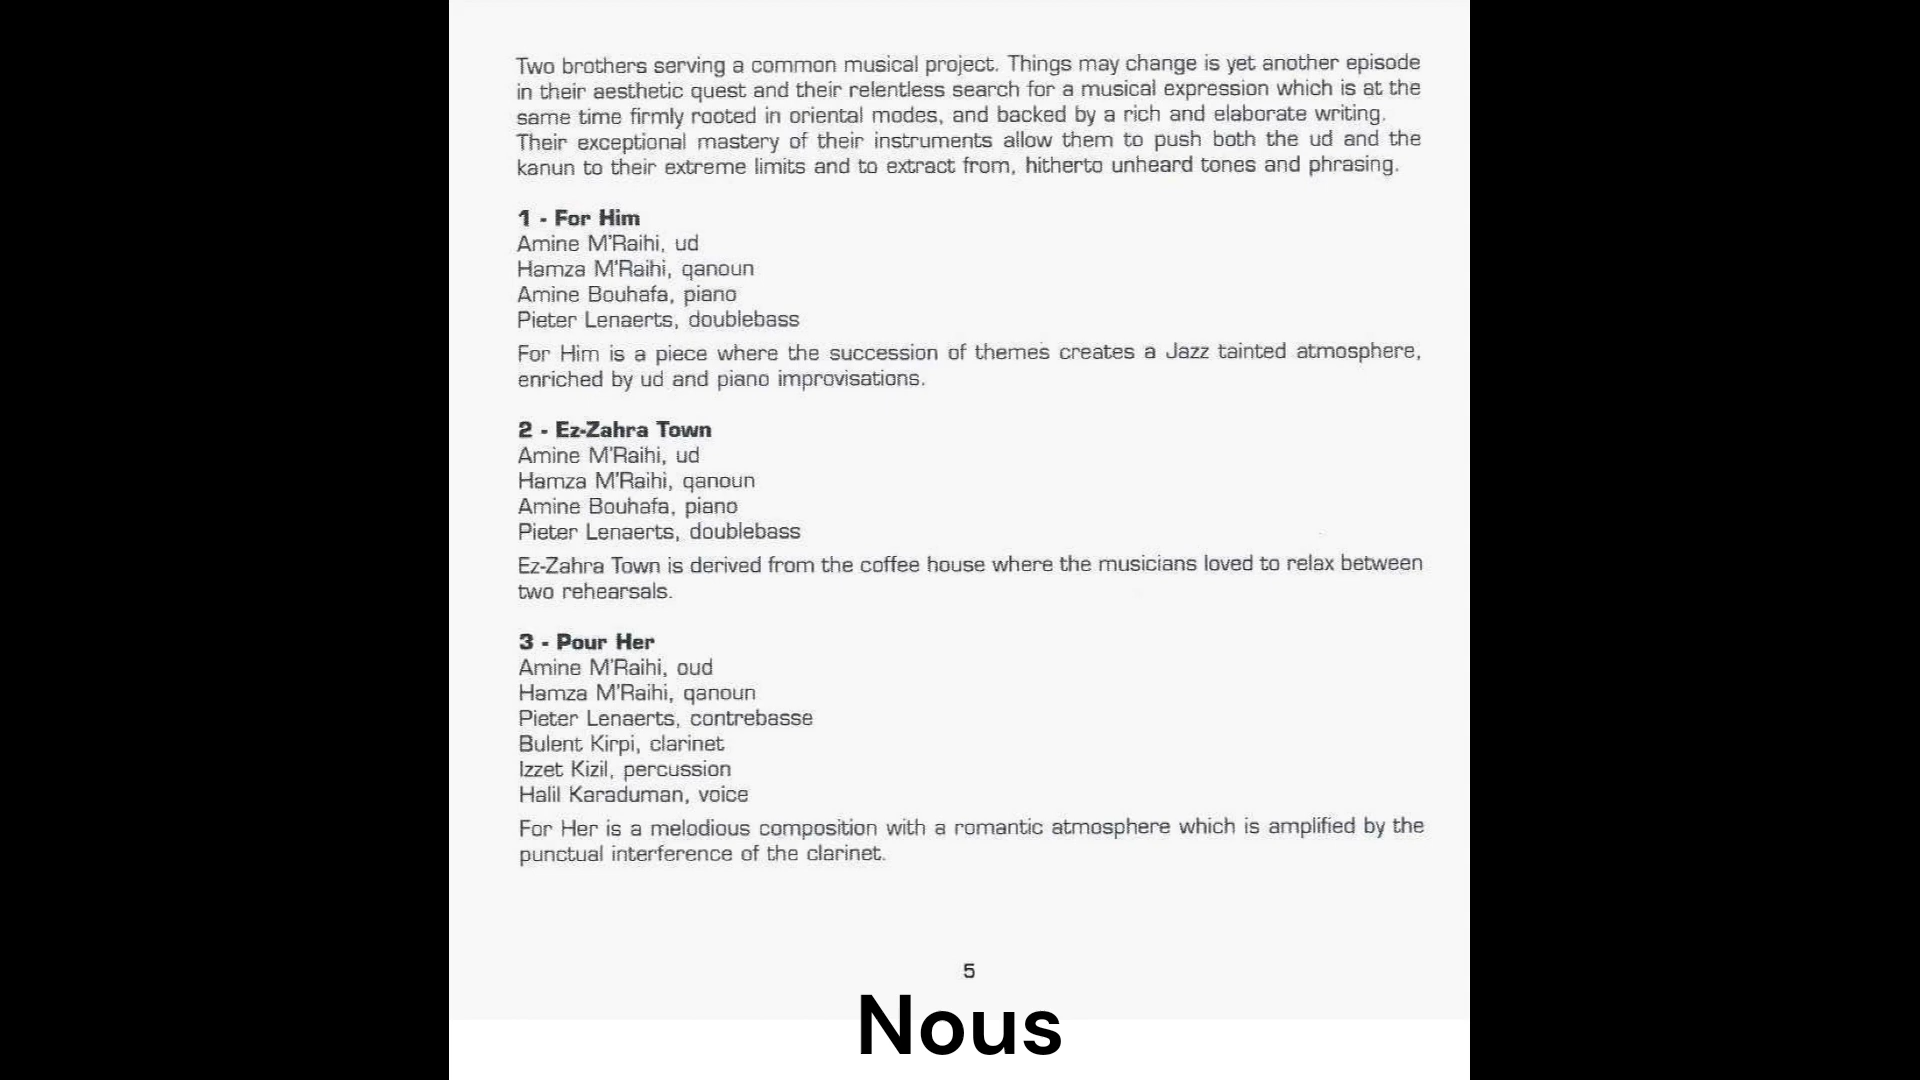 Two brothers serving a common musical project. Things may change is yet another episode
in their aesthetic quest and their relentless search for a musical expression which is at the
same time firmly rooted in oriental modes, and backed by a rich and elaborate writing.
Their exceptional mastery of their instruments allow them to push both the ud and the
kanun to their extreme limits and to extract from, hitherto unheard tones and phrasing.
1 - For Him
Amine M'Raihi, ud
Hamza M'Raihi, qanoun
Amine Bouhafa, piano
Pieter Lenaerts, doublebass
For Him is a piece where the succession of themes creates a Jazz tainted atmosphere,
enriched by ud and piano improvisations.
2 - Ez-Zahra Town
Amine M'Raihi, ud
Hamza M'Raihi, qanoun
Amine Bouhafa, piano
Pieter Lenaerts, doublebass
Ez-Zahra Town is derived from the coffee house where the musicians loved to relax between
two rehearsals.
3 - Pour Her
Amine M'Raihi, oud
Hamza M'Raihi, qanoun
Pieter Lenaerts, contrebasse
Bulent Kirpi, clarinet
Izzet Kizil, percussion
Halil Karaduman, voice
For Her is a melodious composition with a romantic atmosphere which is amplified by the
punctual interference of the clarinet.
5
Nous